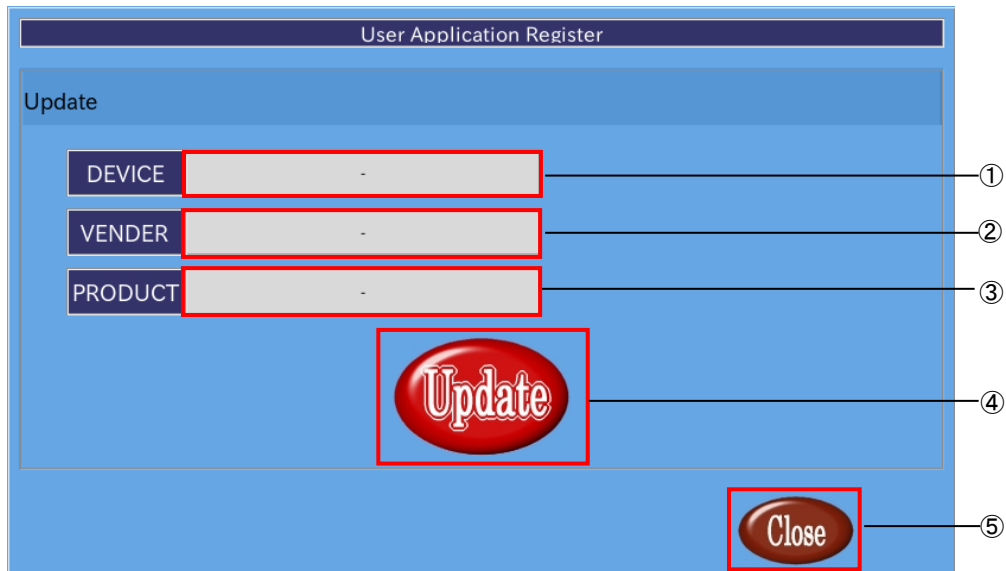 User Application Register
Update
DEVICE - ①
VENDER - ②
PRODUCT - ③
Update ④
Close ⑤